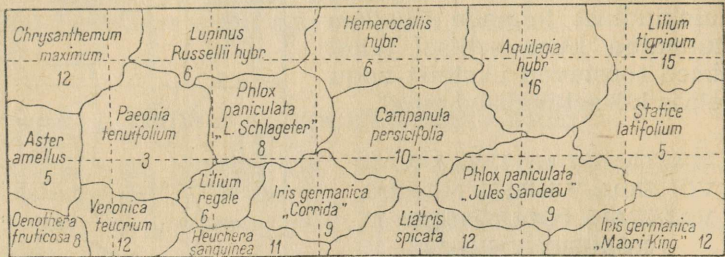 Chrysanthemum
maximum
12
Lupinus
Russellii hybr.
6
Hemerocallis
hybr.
6
Aquilegia
hybr.
16
Lilium
tigrinum
15
Aster
amellus
5
Paeonia
tenuifolium
3
Phlox
paniculata
„L. Schlageter"
8
Campanula
persicifolia
10
Statice
latifolium
5
Oenothera
fruticosa 8
Veronica
teucrium
12
Lilium
regale
6
Heuchera
sanguinea 11
Iris germanica
„Corrida"
9
Liatris
spicata 12
Phlox paniculata
„Jules Sandeau"
9
Iris germanica
„Maori King" 12